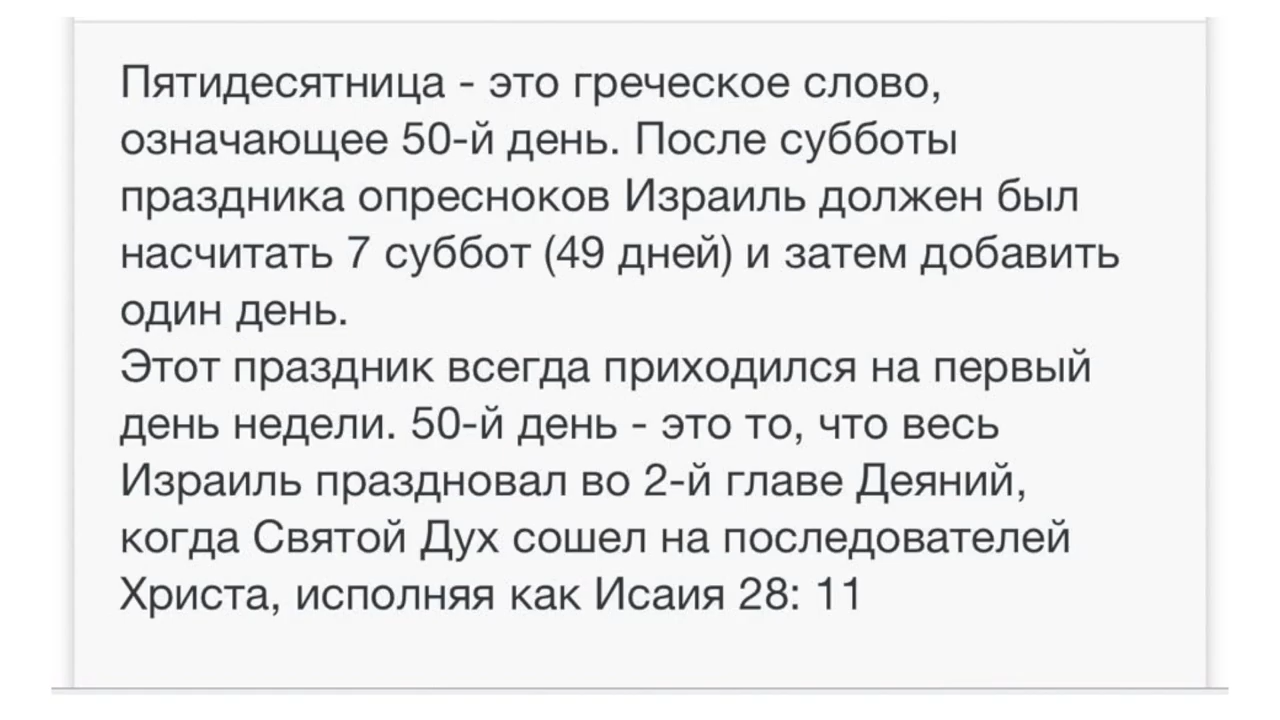 Пятидесятница - это греческое слово,
означающее 50-й день. После субботы
праздника опресноков Израиль должен был
насчитать 7 суббот (49 дней) и затем добавить
один день.
Этот праздник всегда приходился на первый
день недели. 50-й день - это то, что весь
Израиль праздновал во 2-й главе Деяний,
когда Святой Дух сошел на последователей
Христа, исполняя как Исаия 28: 11